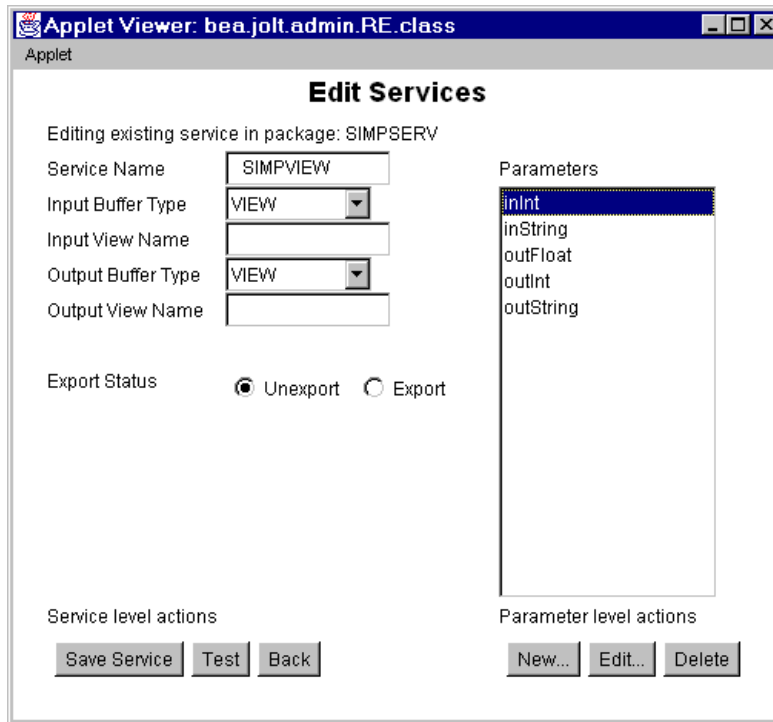 Applet Viewer: bea.jolt.admin.RE.class
Applet
Edit Services
Editing existing service in package: SIMPSERV
Service Name SIMPVIEW
Input Buffer Type VIEW
Input View Name
Output Buffer Type VIEW
Output View Name
Export Status Unexport Export
Parameters
inInt
inString
outFloat
outInt
outString
Service level actions
Save Service Test Back
Parameter level actions
New... Edit... Delete